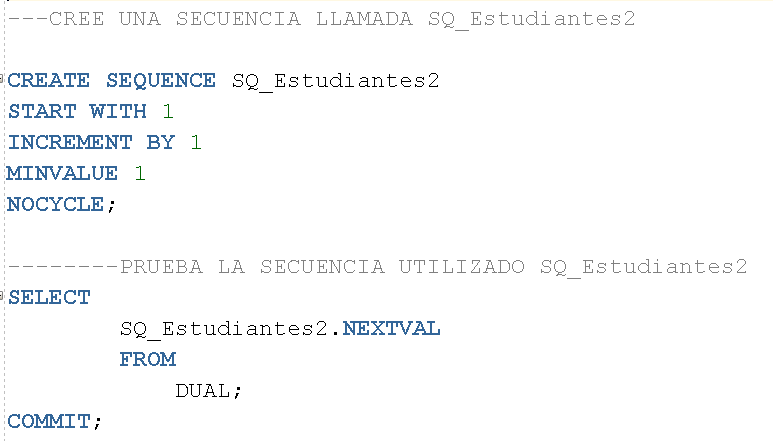 ---CREE UNA SECUENCIA LLAMADA SQ_Estudiantes2
CREATE SEQUENCE SQ_Estudiantes2
START WITH 1
INCREMENT BY 1
MINVALUE 1
NOCYCLE;
--------PRUEBA LA SECUENCIA UTILIZADO SQ_Estudiantes2
SELECT
SQ_Estudiantes2.NEXTVAL
FROM
DUAL;
COMMIT;